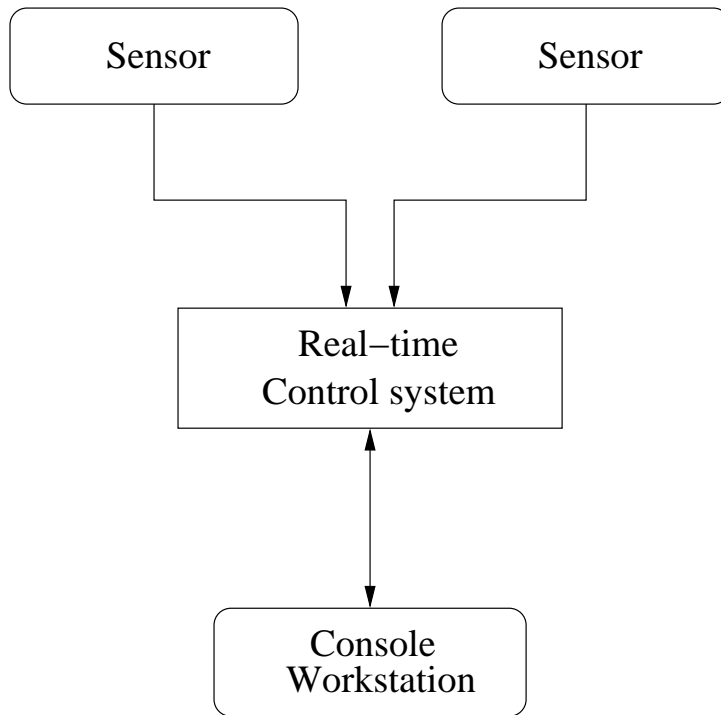 Sensor
Sensor
Real−time
Control system
Console
Workstation